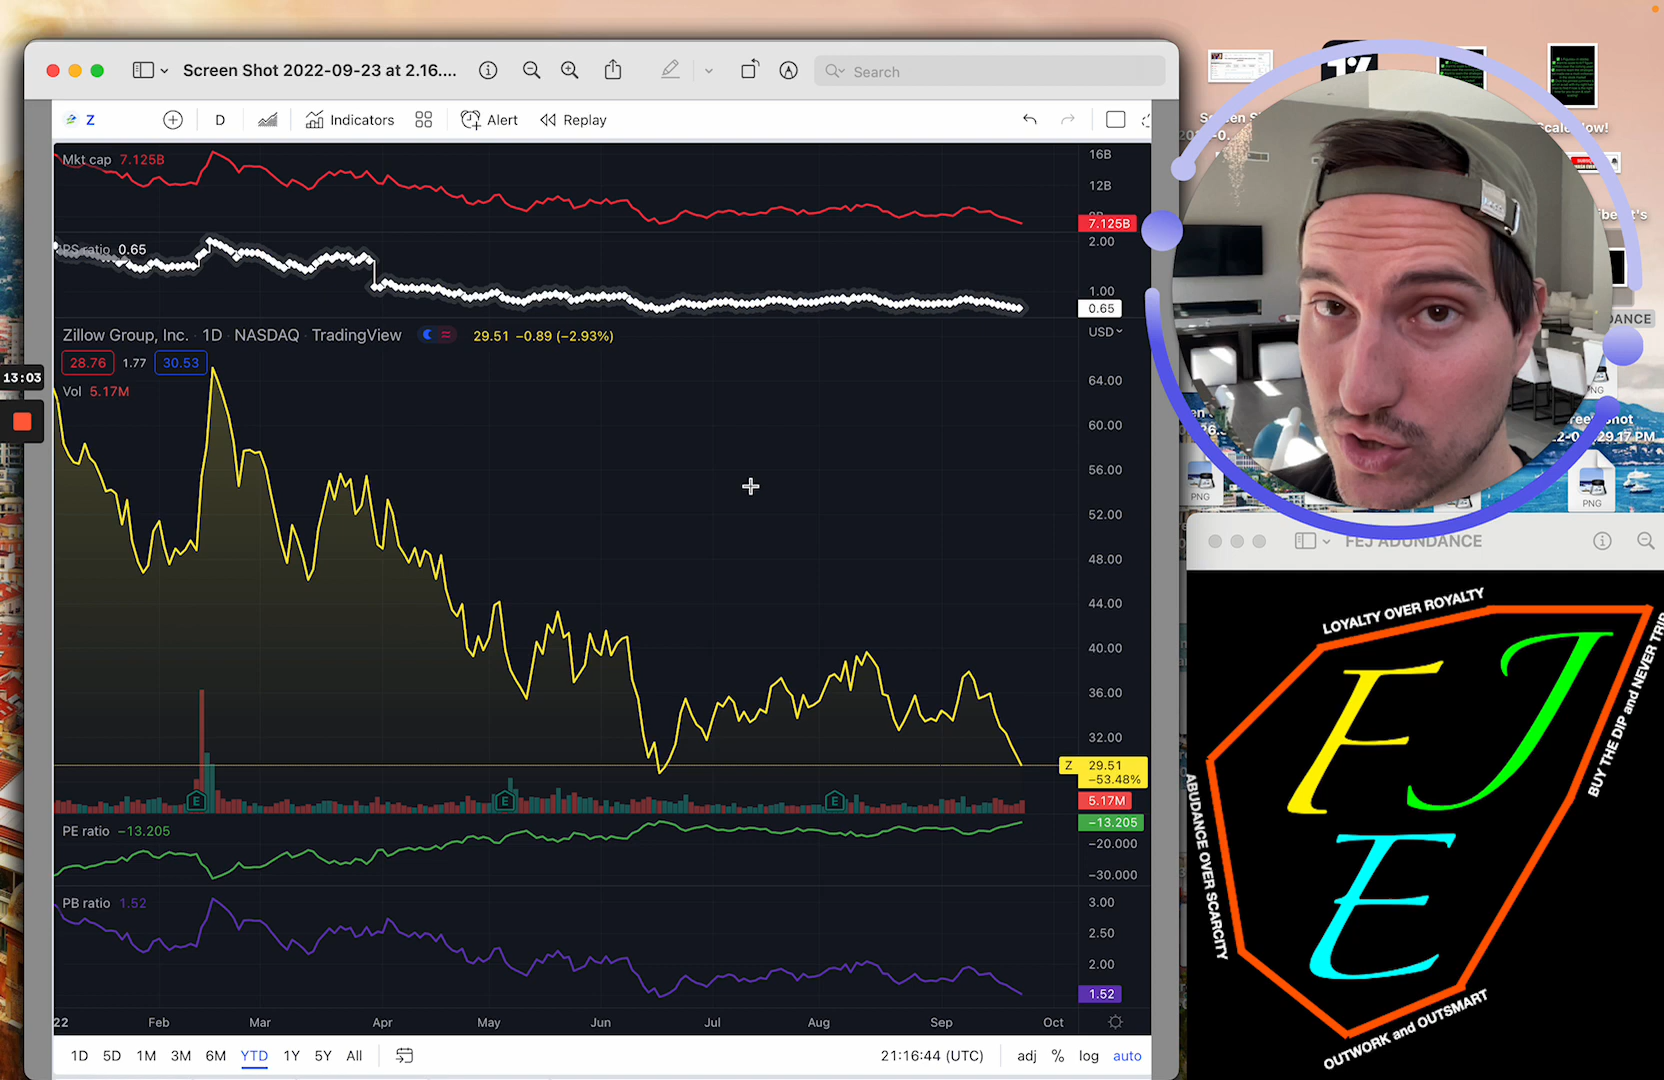 Screen Shot 2022-09-23 at 2.16....
Search
Z
D
Indicators
Alert
Replay
Mkt cap 7.125B
16B
12B
7.125B
PS ratio 0.65
2.00
1.00
0.65
Zillow Group, Inc. · 1D · NASDAQ · TradingView
29.51 −0.89 (−2.93%)
USD
28.76 1.77 30.53
Vol 5.17M
13:03
64.00
60.00
56.00
52.00
48.00
44.00
40.00
36.00
32.00
Z 29.51
−53.48%
5.17M
E
E
E
PE ratio −13.205
−13.205
−20.000
−30.000
PB ratio 1.52
3.00
2.50
2.00
1.52
22 Feb Mar Apr May Jun Jul Aug Sep Oct
1D 5D 1M 3M 6M YTD 1Y 5Y All
21:16:44 (UTC)
adj % log auto
PNG
PNG
FEJ ADUNDANCE
LOYALTY OVER ROYALTY
BUY THE DIP and NEVER TRIP
ABUDANCE OVER SCARCITY
OUTWORK and OUTSMART
F J
E